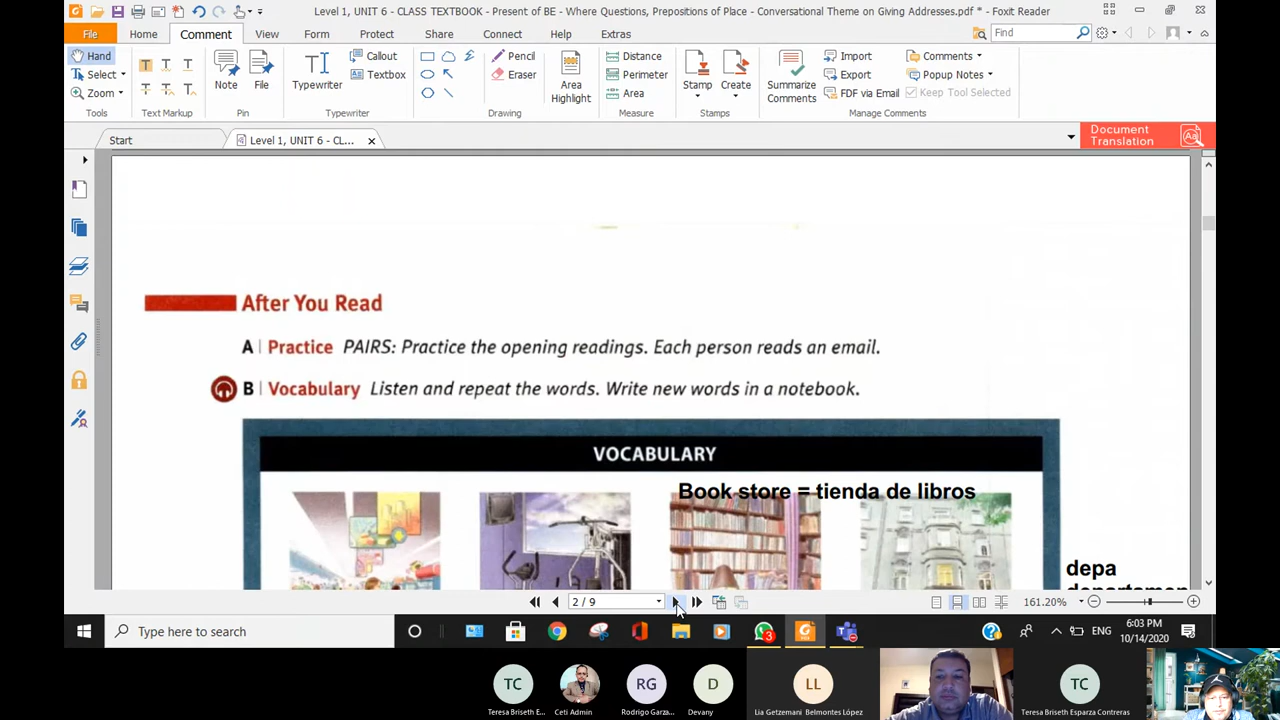 Level 1, UNIT 6 - CLASS TEXTBOOK - Present of BE - Where Questions, Prepositions of Place - Conversational Theme on Giving Addresses.pdf * - Foxit Reader
File Home Comment View Form Protect Share Connect Help Extras
Find
Hand
Select
Zoom
Tools
Text Markup
Note
File
Pin
Typewriter
Callout
Textbox
Typewriter
Pencil
Eraser
Drawing
Area
Highlight
Distance
Perimeter
Area
Measure
Stamp
Create
Stamps
Summarize
Comments
Import
Export
FDF via Email
Comments
Popup Notes
Keep Tool Selected
Manage Comments
Start
Level 1, UNIT 6 - CL...
Document
Translation
After You Read
A | Practice PAIRS: Practice the opening readings. Each person reads an email.
B | Vocabulary Listen and repeat the words. Write new words in a notebook.
VOCABULARY
Book store = tienda de libros
depa
departamen
2 / 9
161.20%
Type here to search
3
ENG
6:03 PM
10/14/2020
TC
RG
D
LL
TC
Teresa Briseth E...
Ceti Admin
Rodrigo Garza...
Devany
Lia Getzemani Belmontes López
Teresa Briseth Esparza Contreras